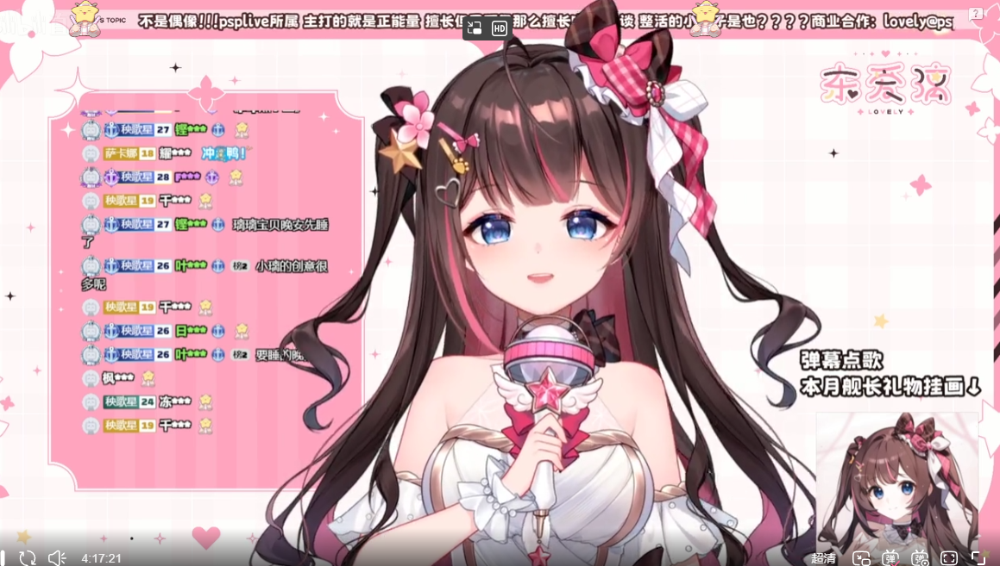 's TOPIC
不是偶像!!!psplive所属 主打的就是正能量 擅长
那么擅长
谈 整活的小
子是也????商业合作: lovely@ps
HD
?
东爱璃
LOVELY
秧歌星 27 铿***
萨卡娜 18 耀*** 冲鸭!
秧歌星 28 F***
秧歌星 19 千***
秧歌星 27 铿*** 璃璃宝贝晚安先睡
了
秧歌星 26 叶*** 榜2 小璃的创意很
多呢
秧歌星 19 千***
秧歌星 26 日***
秧歌星 26 叶*** 榜2 要睡
枫***
秧歌星 24 冻***
秧歌星 19 千***
弹幕点歌
本月舰长礼物挂画↓
4:17:21
超清
弹
弹